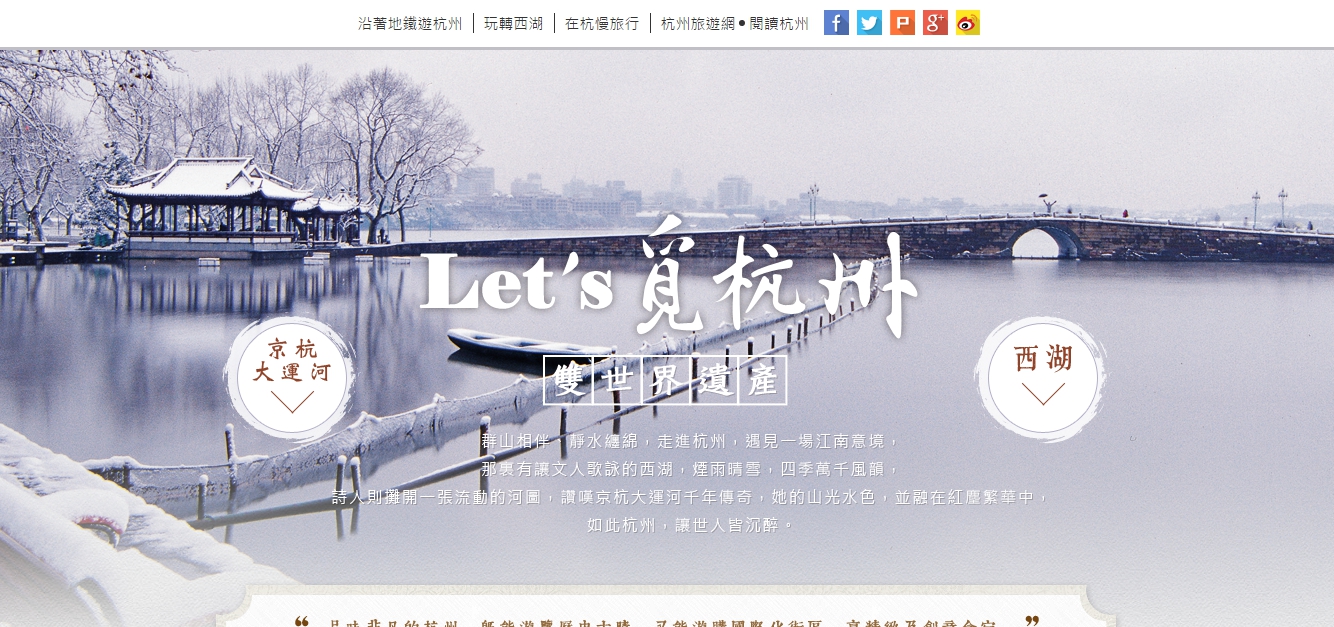 沿著地鐵遊杭州 玩轉西湖 在杭慢旅行 杭州旅遊網●閱讀杭州
Let's 覓杭州
京杭
大運河
西湖
雙世界遺產
群山相伴，靜水纏綿，走進杭州，遇見一場江南意境，
那裏有讓文人歌詠的西湖，煙雨晴雪，四季萬千風韻，
詩人則攤開一張流動的河圖，讚嘆京杭大運河千年傳奇，她的山光水色，並融在紅塵繁華中，
如此杭州，讓世人皆沉醉。